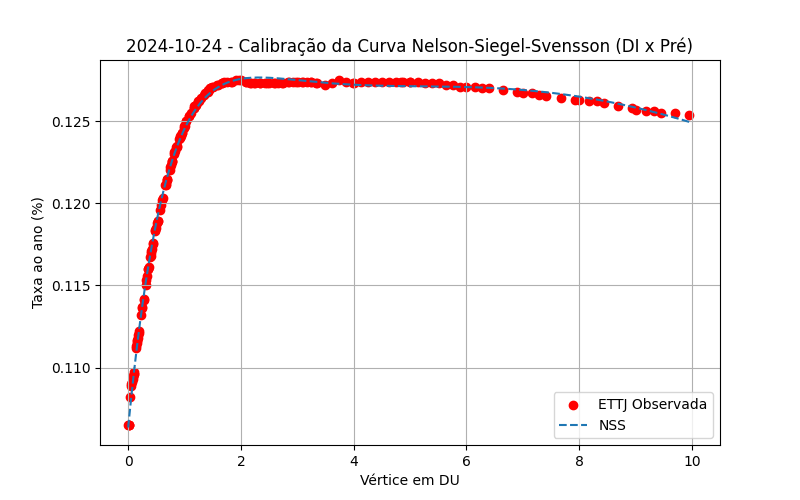 2024-10-24 - Calibração da Curva Nelson-Siegel-Svensson (DI x Pré)
Taxa ao ano (%)
0.125
0.120
0.115
0.110
0 2 4 6 8 10
Vértice em DU
ETTJ Observada
NSS